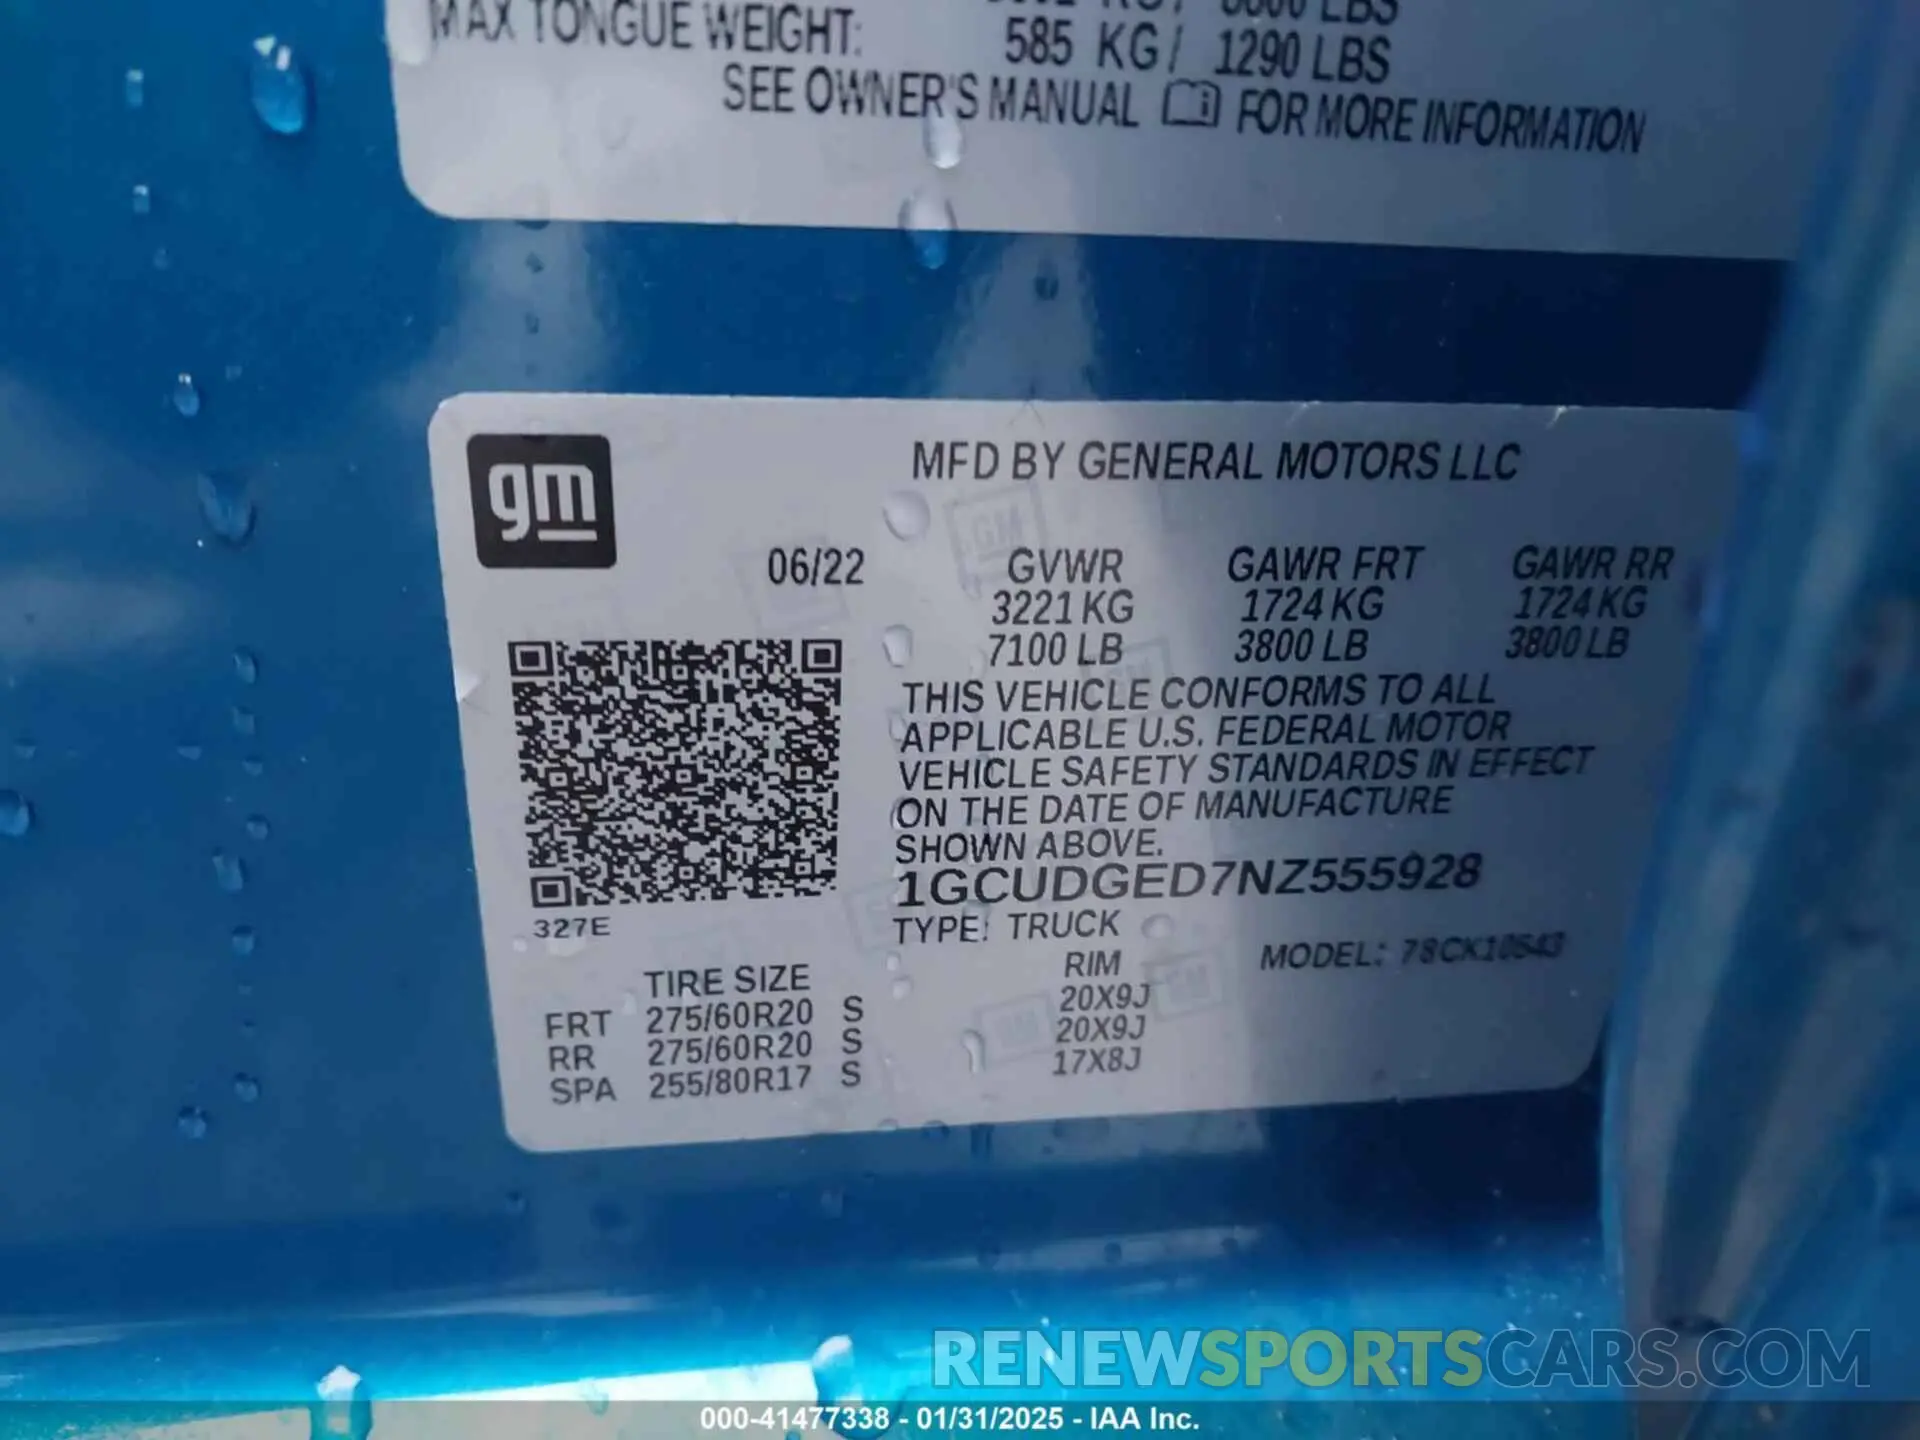 LBS
MAX TONGUE WEIGHT: 585 KG / 1290 LBS
SEE OWNER'S MANUAL FOR MORE INFORMATION
gm
MFD BY GENERAL MOTORS LLC
06/22
GVWR GAWR FRT GAWR RR
3221 KG 1724 KG 1724 KG
7100 LB 3800 LB 3800 LB
THIS VEHICLE CONFORMS TO ALL
APPLICABLE U.S. FEDERAL MOTOR
VEHICLE SAFETY STANDARDS IN EFFECT
ON THE DATE OF MANUFACTURE
SHOWN ABOVE.
1GCUDGED7NZ555928
327E
TYPE: TRUCK
MODEL: 78CK10543
TIRE SIZE RIM
FRT 275/60R20 S 20X9J
RR 275/60R20 S 20X9J
SPA 255/80R17 S 17X8J
RENEWSPORTSCARS.COM
000-41477338 - 01/31/2025 - IAA Inc.